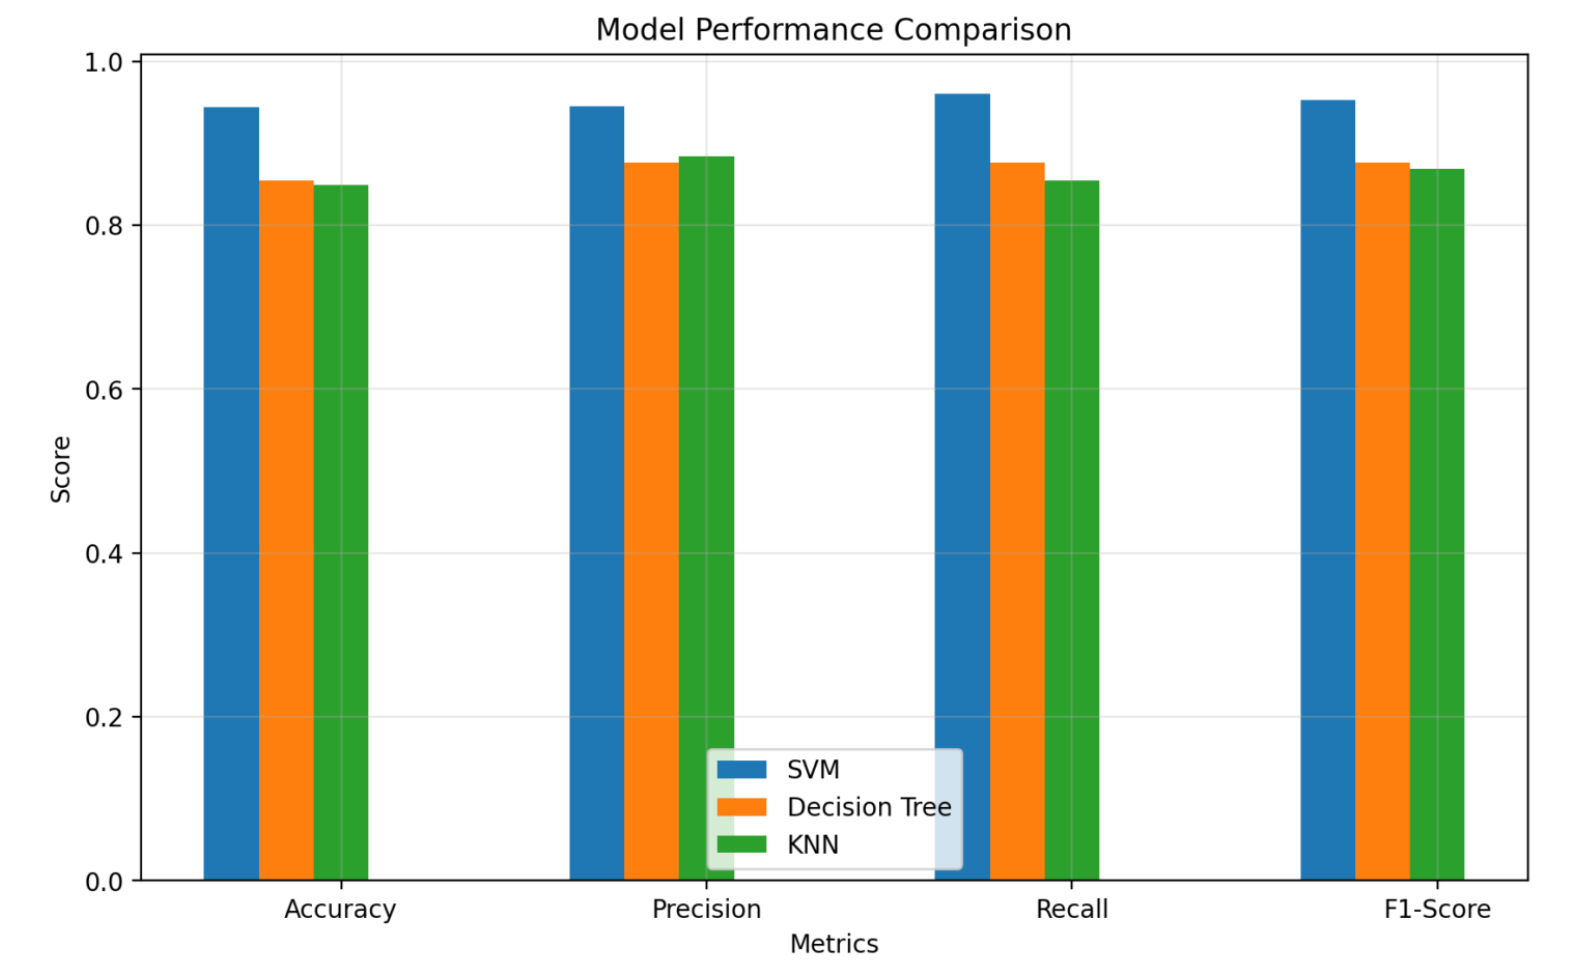 Model Performance Comparison
1.0
0.8
0.6
0.4
0.2
0.0
Score
SVM
Decision Tree
KNN
Accuracy Precision Recall F1-Score
Metrics